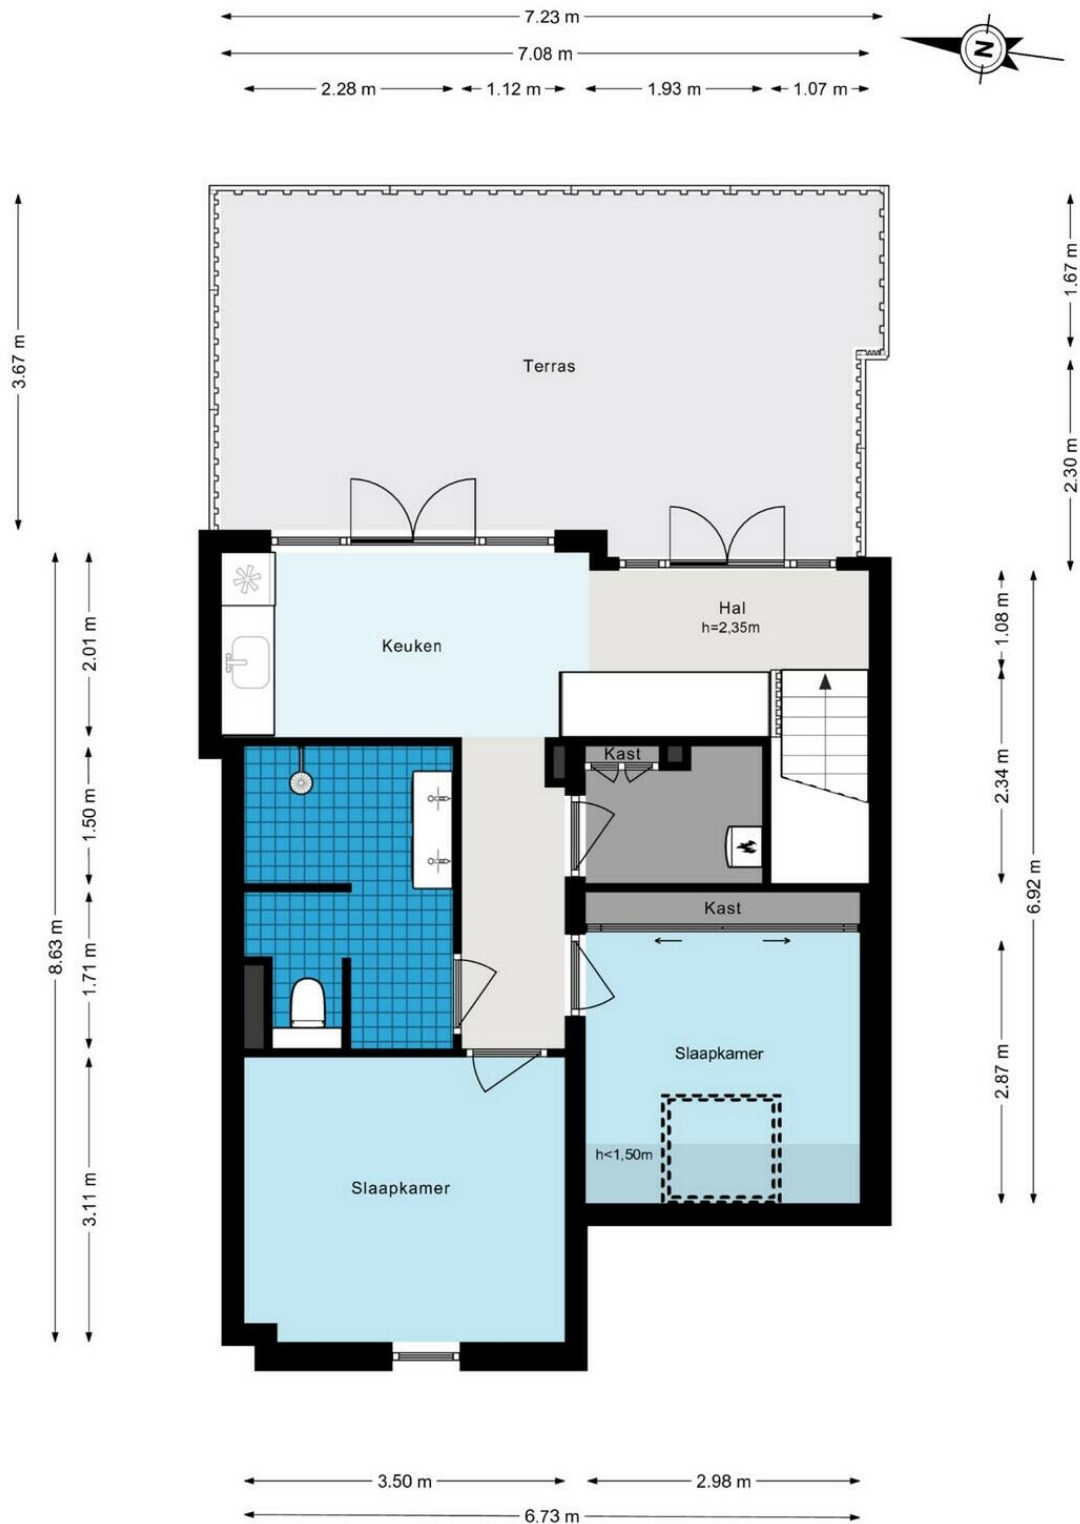 7.23 m
7.08 m
2.28 m
1.12 m
1.93 m
1.07 m
N
3.67 m
1.67 m
2.30 m
Terras
Keuken
Hal
h=2,35m
2.01 m
1.08 m
Kast
1.50 m
2.34 m
8.63 m
6.92 m
Kast
1.71 m
Slaapkamer
2.87 m
h<1,50m
Slaapkamer
3.11 m
3.50 m
2.98 m
6.73 m